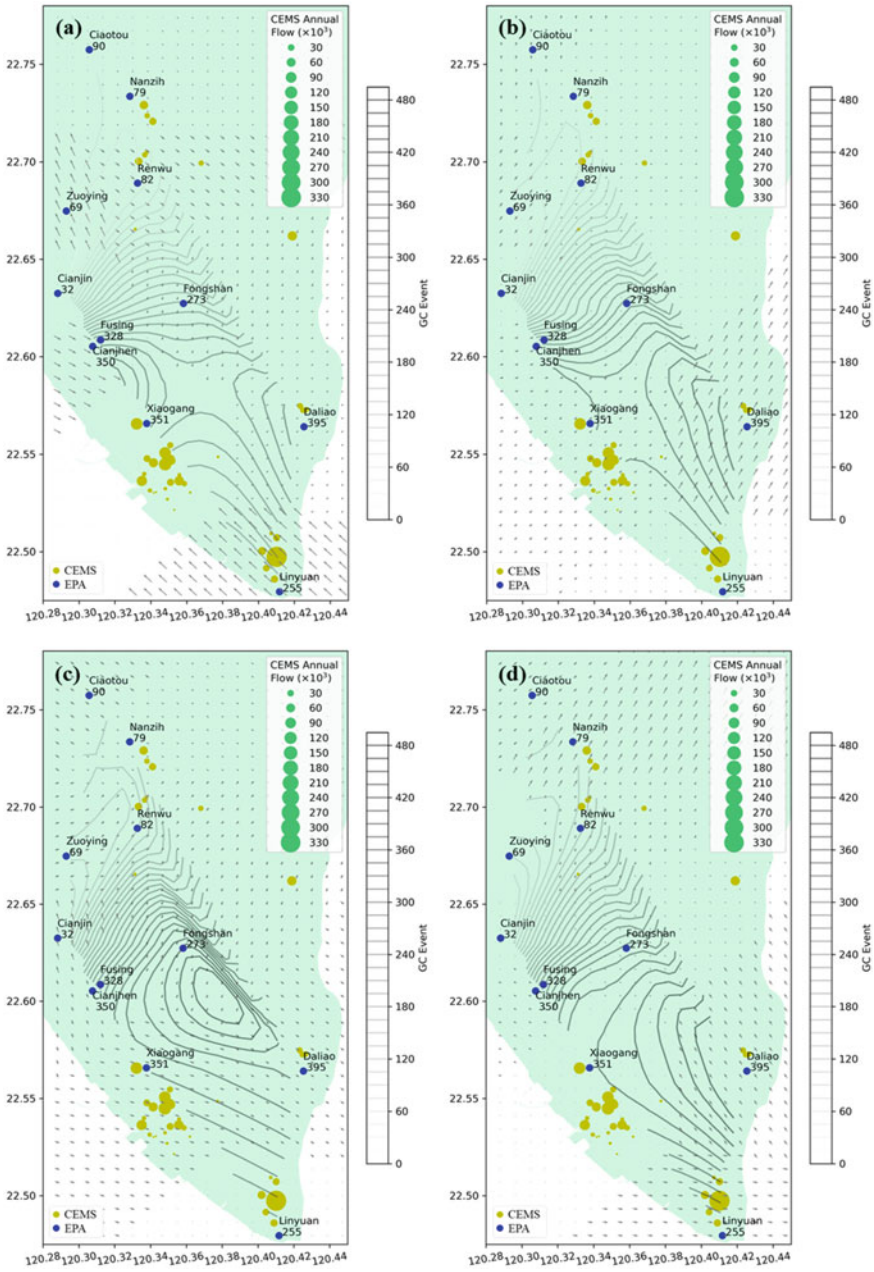 (a)
CEMS Annual
Flow (×10³)
30
60
90
120
150
180
210
240
270
300
330
Ciaotou
90
Nanzih
79
Renwu
82
Zuoying
69
Cianjin
32
Fongshan
273
Fusing
328
Cianjhen
350
Xiaogang
351
Daliao
395
Linyuan
255
CEMS
EPA
22.75
22.70
22.65
22.60
22.55
22.50
120.28 120.30 120.32 120.34 120.36 120.38 120.40 120.42 120.44
480
420
360
300
240
180
120
60
0
GC Event
(b)
CEMS Annual
Flow (×10³)
30
60
90
120
150
180
210
240
270
300
330
Ciaotou
90
Nanzih
79
Renwu
82
Zuoying
69
Cianjin
32
Fongshan
273
Fusing
328
Cianjhen
350
Xiaogang
351
Daliao
395
Linyuan
255
CEMS
EPA
22.75
22.70
22.65
22.60
22.55
22.50
120.28 120.30 120.32 120.34 120.36 120.38 120.40 120.42 120.44
480
420
360
300
240
180
120
60
0
GC Event
(c)
CEMS Annual
Flow (×10³)
30
60
90
120
150
180
210
240
270
300
330
Ciaotou
90
Nanzih
79
Renwu
82
Zuoying
69
Cianjin
32
Fongshan
273
Fusing
328
Cianjhen
350
Xiaogang
351
Daliao
395
Linyuan
255
CEMS
EPA
22.75
22.70
22.65
22.60
22.55
22.50
120.28 120.30 120.32 120.34 120.36 120.38 120.40 120.42 120.44
480
420
360
300
240
180
120
60
0
GC Event
(d)
CEMS Annual
Flow (×10³)
30
60
90
120
150
180
210
240
270
300
330
Ciaotou
90
Nanzih
79
Renwu
82
Zuoying
69
Cianjin
32
Fongshan
273
Fusing
328
Cianjhen
350
Xiaogang
351
Daliao
395
Linyuan
255
CEMS
EPA
22.75
22.70
22.65
22.60
22.55
22.50
120.28 120.30 120.32 120.34 120.36 120.38 120.40 120.42 120.44
480
420
360
300
240
180
120
60
0
GC Event